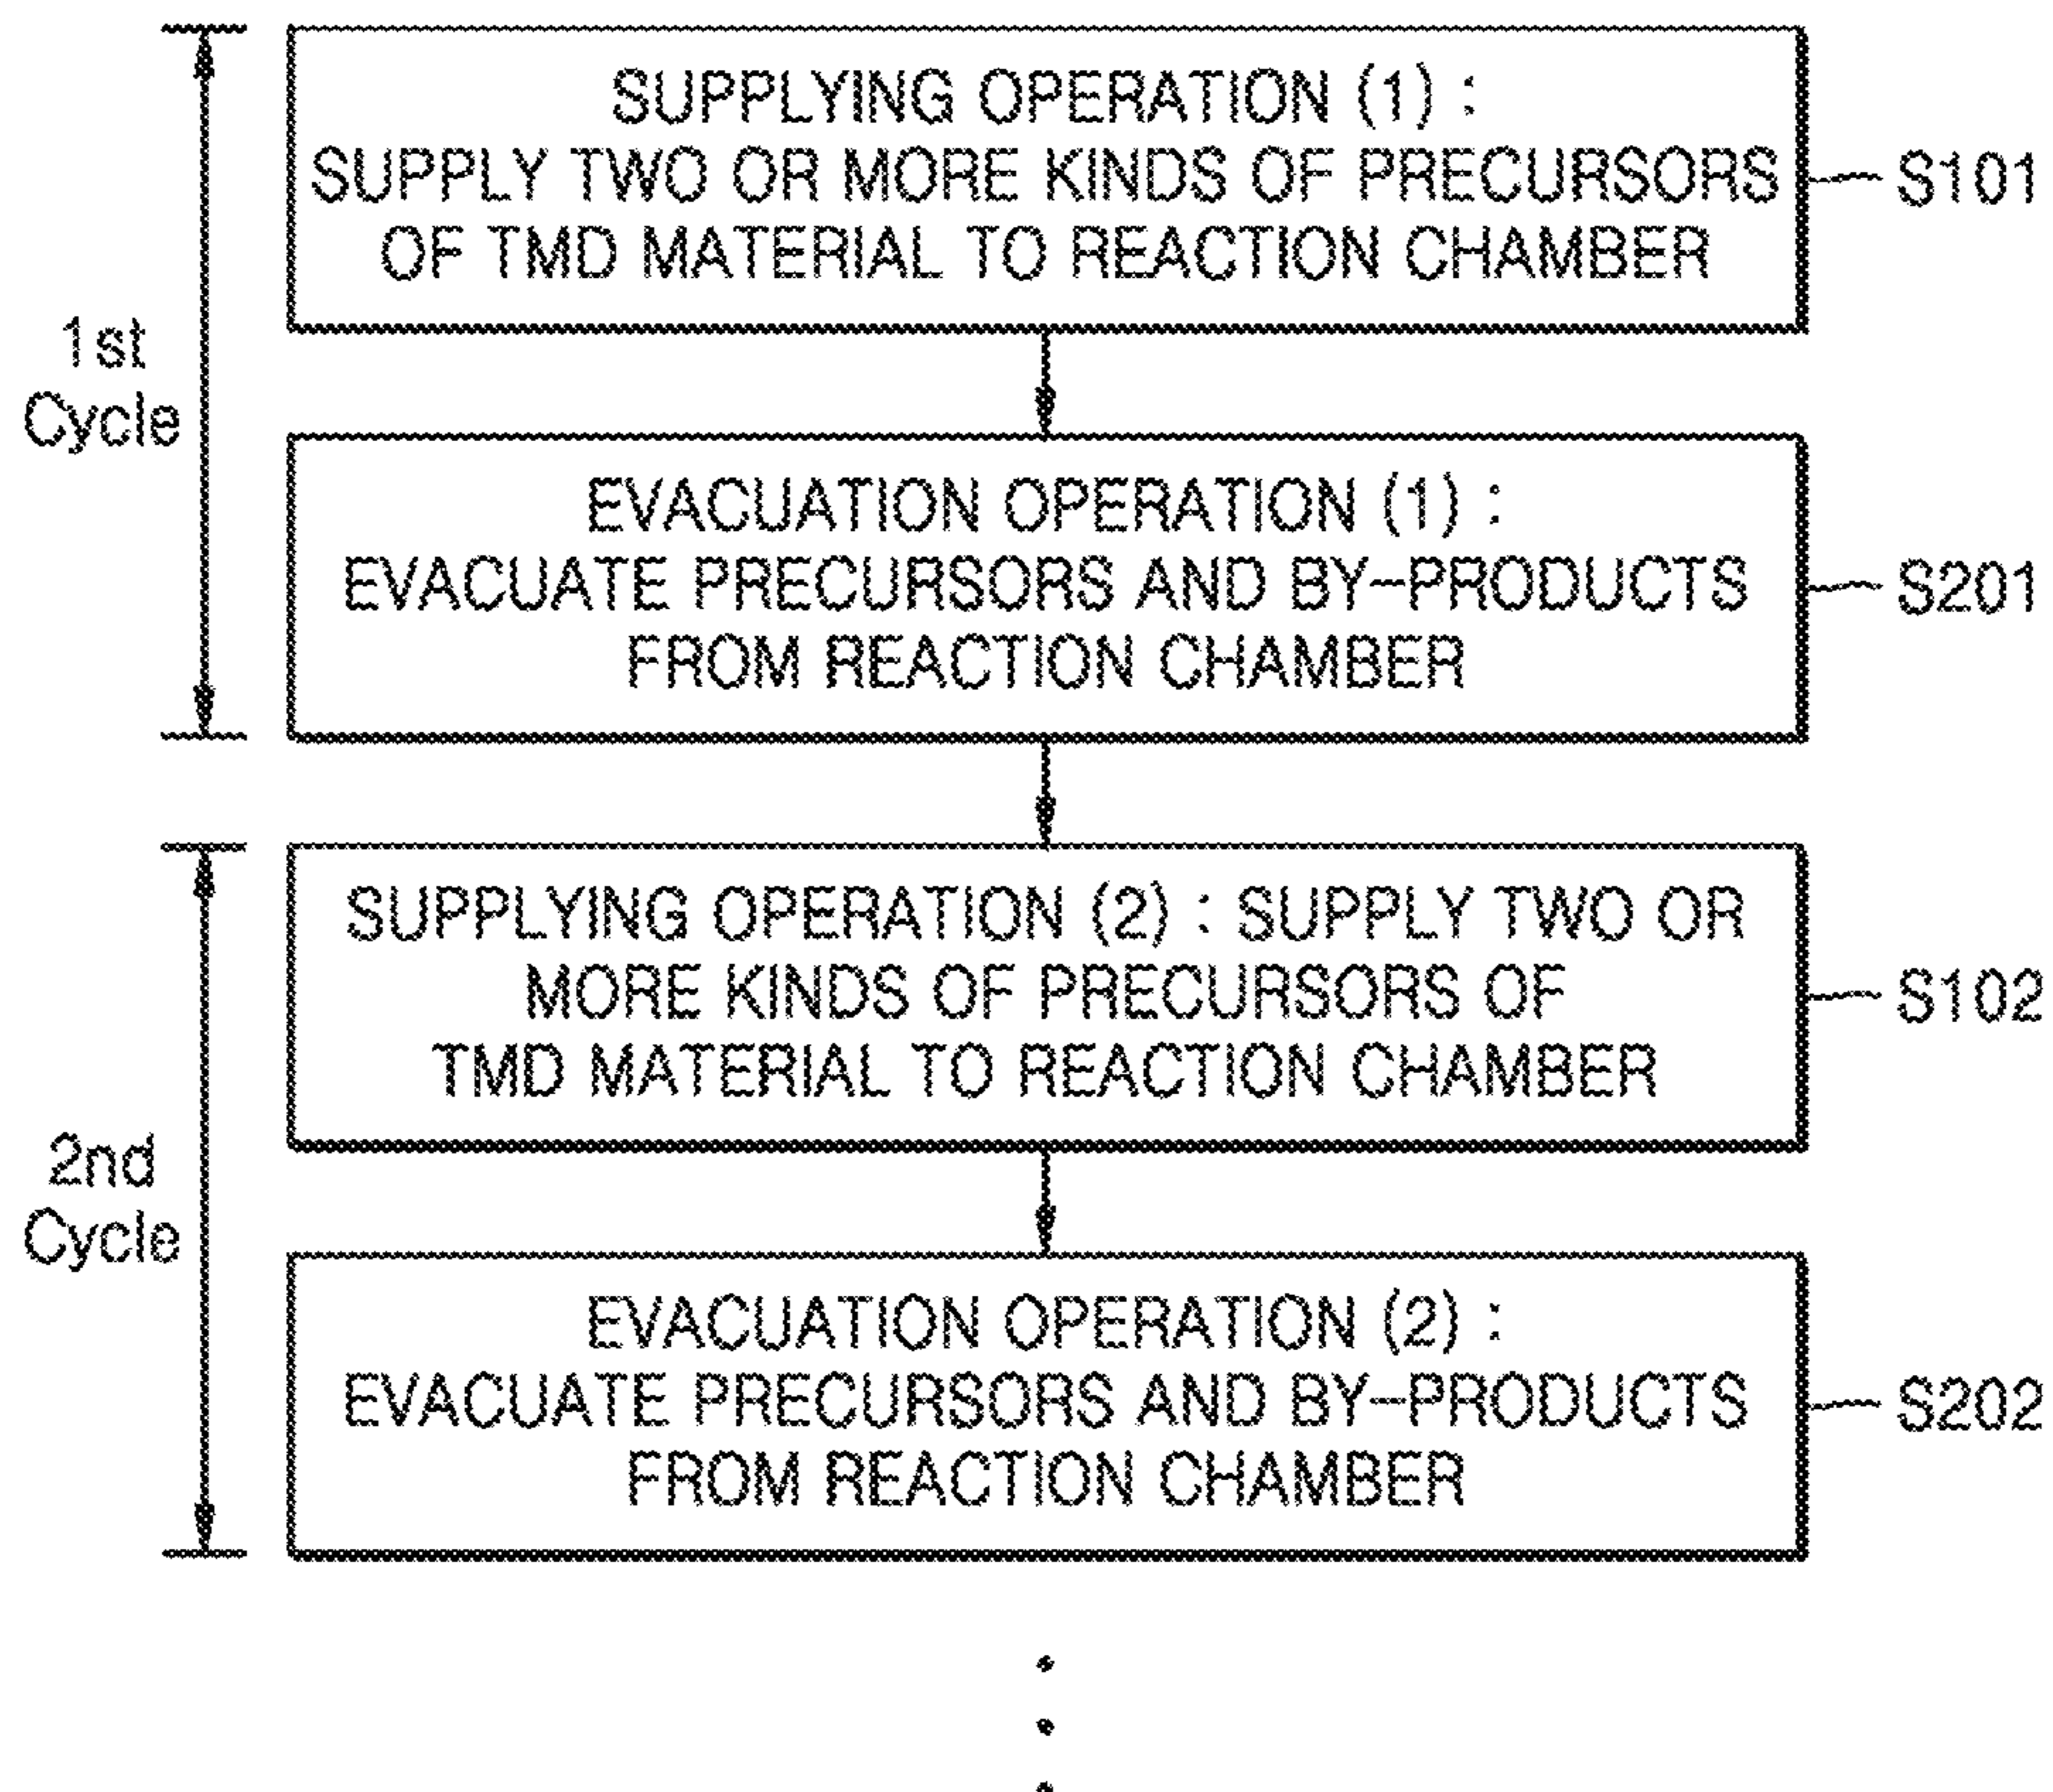 SUPPLYING OPERATION (1) :
SUPPLY TWO OR MORE KINDS OF PRECURSORS
OF TMD MATERIAL TO REACTION CHAMBER
S101
1st
Cycle
EVACUATION OPERATION (1) :
EVACUATE PRECURSORS AND BY-PRODUCTS
FROM REACTION CHAMBER
S201
SUPPLYING OPERATION (2) : SUPPLY TWO OR
MORE KINDS OF PRECURSORS OF
TMD MATERIAL TO REACTION CHAMBER
S102
2nd
Cycle
EVACUATION OPERATION (2) :
EVACUATE PRECURSORS AND BY-PRODUCTS
FROM REACTION CHAMBER
S202